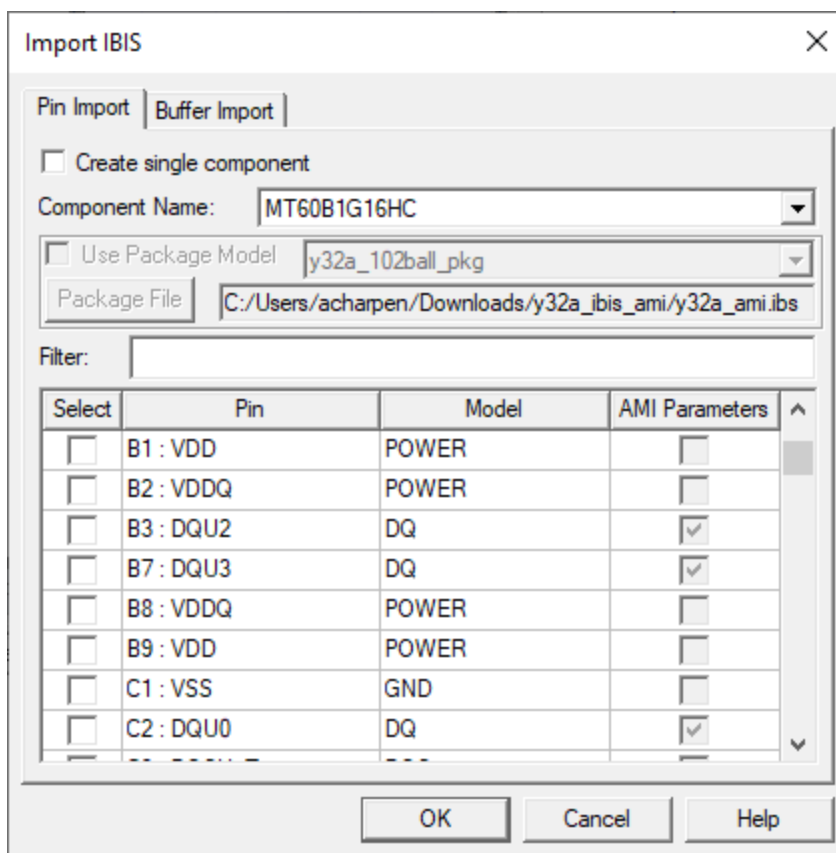 Import IBIS
Pin Import Buffer Import
Create single component
Component Name: MT60B1G16HC
Use Package Model y32a_102ball_pkg
Package File C:/Users/acharpen/Downloads/y32a_ibis_ami/y32a_ami.ibs
Filter:
Select Pin Model AMI Parameters
B1 : VDD POWER
B2 : VDDQ POWER
B3 : DQU2 DQ
B7 : DQU3 DQ
B8 : VDDQ POWER
B9 : VDD POWER
C1 : VSS GND
C2 : DQU0 DQ
OK Cancel Help